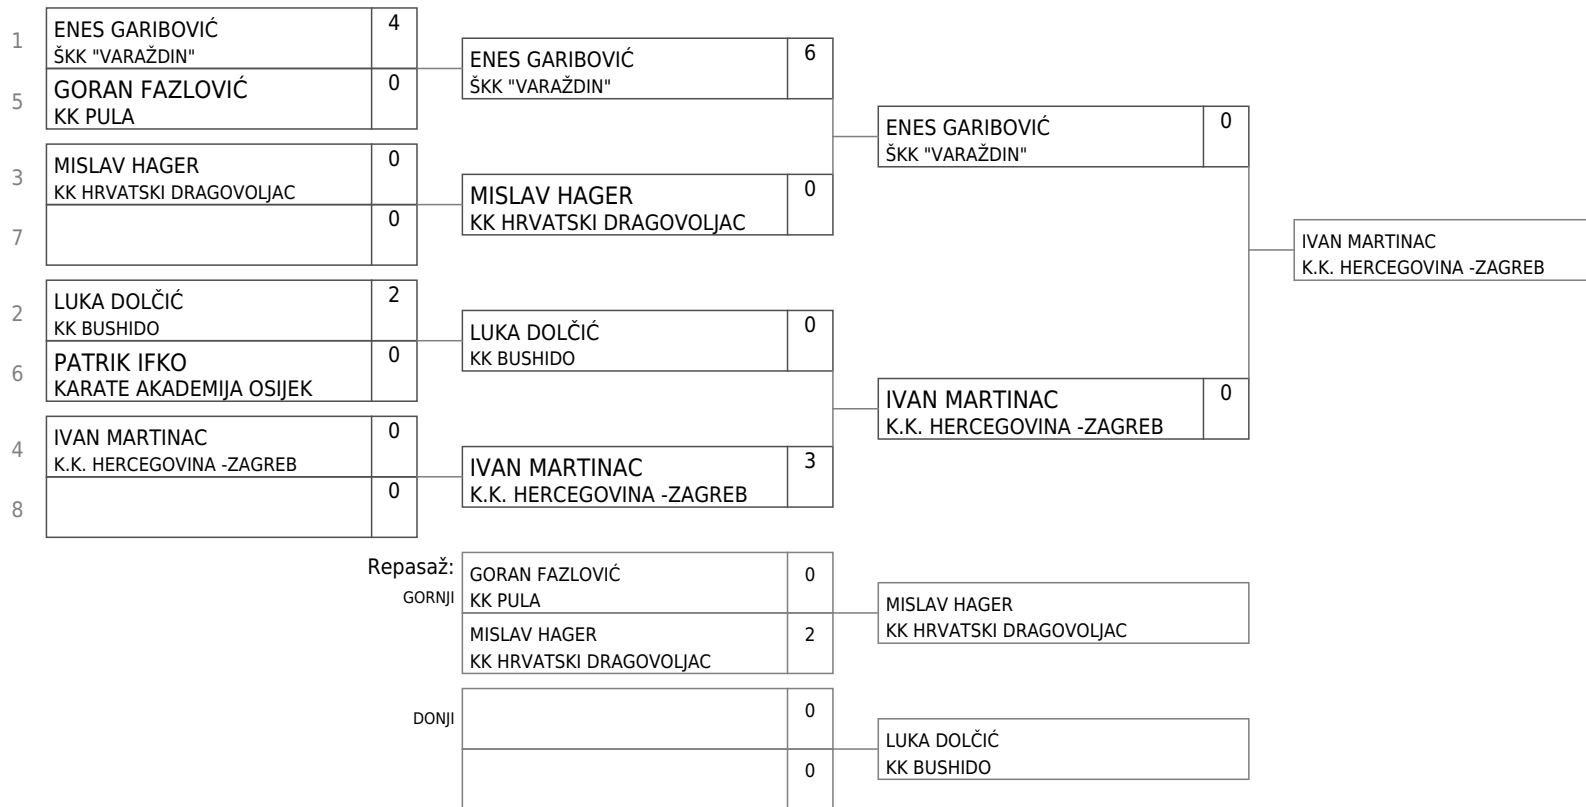 1
ENES GARIBOVIĆ
4
ŠKK "VARAŽDIN"
5
GORAN FAZLOVIĆ
0
KK PULA
3
MISLAV HAGER
0
KK HRVATSKI DRAGOVOLJAC
7
0
2
LUKA DOLČIĆ
2
KK BUSHIDO
6
PATRIK IFKO
0
KARATE AKADEMIJA OSIJEK
4
IVAN MARTINAC
0
K.K. HERCEGOVINA -ZAGREB
8
0
ENES GARIBOVIĆ
6
ŠKK "VARAŽDIN"
MISLAV HAGER
0
KK HRVATSKI DRAGOVOLJAC
LUKA DOLČIĆ
0
KK BUSHIDO
IVAN MARTINAC
3
K.K. HERCEGOVINA -ZAGREB
ENES GARIBOVIĆ
0
ŠKK "VARAŽDIN"
IVAN MARTINAC
0
K.K. HERCEGOVINA -ZAGREB
IVAN MARTINAC
K.K. HERCEGOVINA -ZAGREB
Repasaž:
GORNJI
GORAN FAZLOVIĆ
0
KK PULA
MISLAV HAGER
2
KK HRVATSKI DRAGOVOLJAC
MISLAV HAGER
KK HRVATSKI DRAGOVOLJAC
DONJI
0
0
LUKA DOLČIĆ
KK BUSHIDO